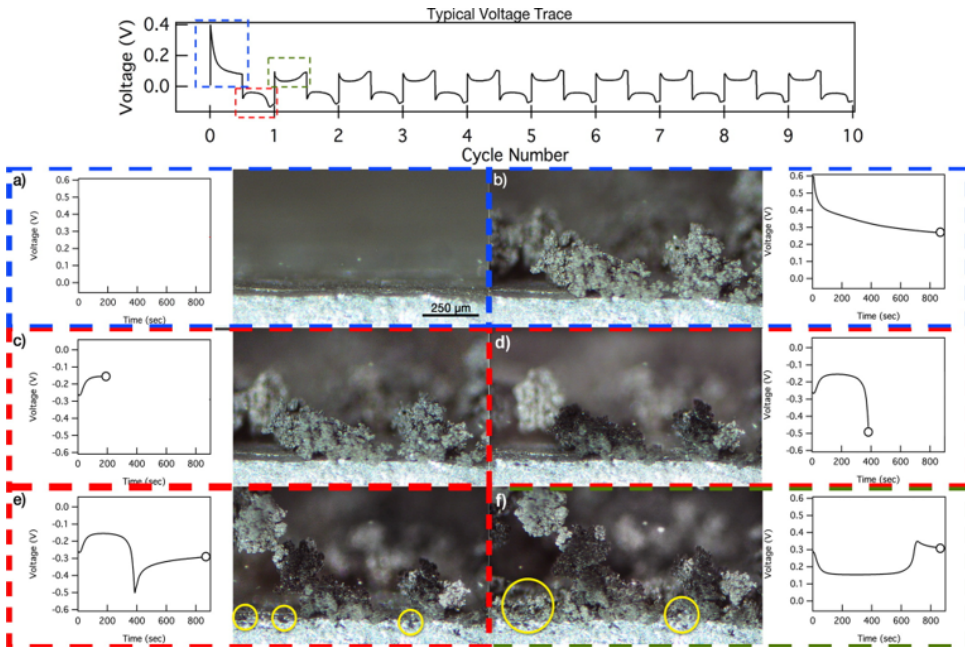 Typical Voltage Trace
Voltage (V)
0.4
0.2
0.0
0 1 2 3 4 5 6 7 8 9 10
Cycle Number
a)
Voltage (V)
0.6
0.5
0.4
0.3
0.2
0.1
0.0
0 200 400 600 800
Time (sec)
250 µm
b)
Voltage (V)
0.6
0.5
0.4
0.3
0.2
0.1
0.0
0 200 400 600 800
Time (sec)
c)
Voltage (V)
0.0
-0.1
-0.2
-0.3
-0.4
-0.5
-0.6
0 200 400 600 800
Time (sec)
d)
Voltage (V)
0.0
-0.1
-0.2
-0.3
-0.4
-0.5
-0.6
0 200 400 600 800
Time (sec)
e)
Voltage (V)
0.0
-0.1
-0.2
-0.3
-0.4
-0.5
-0.6
0 200 400 600 800
Time (sec)
f)
Voltage (V)
0.6
0.5
0.4
0.3
0.2
0.1
0.0
0 200 400 600 800
Time (sec)